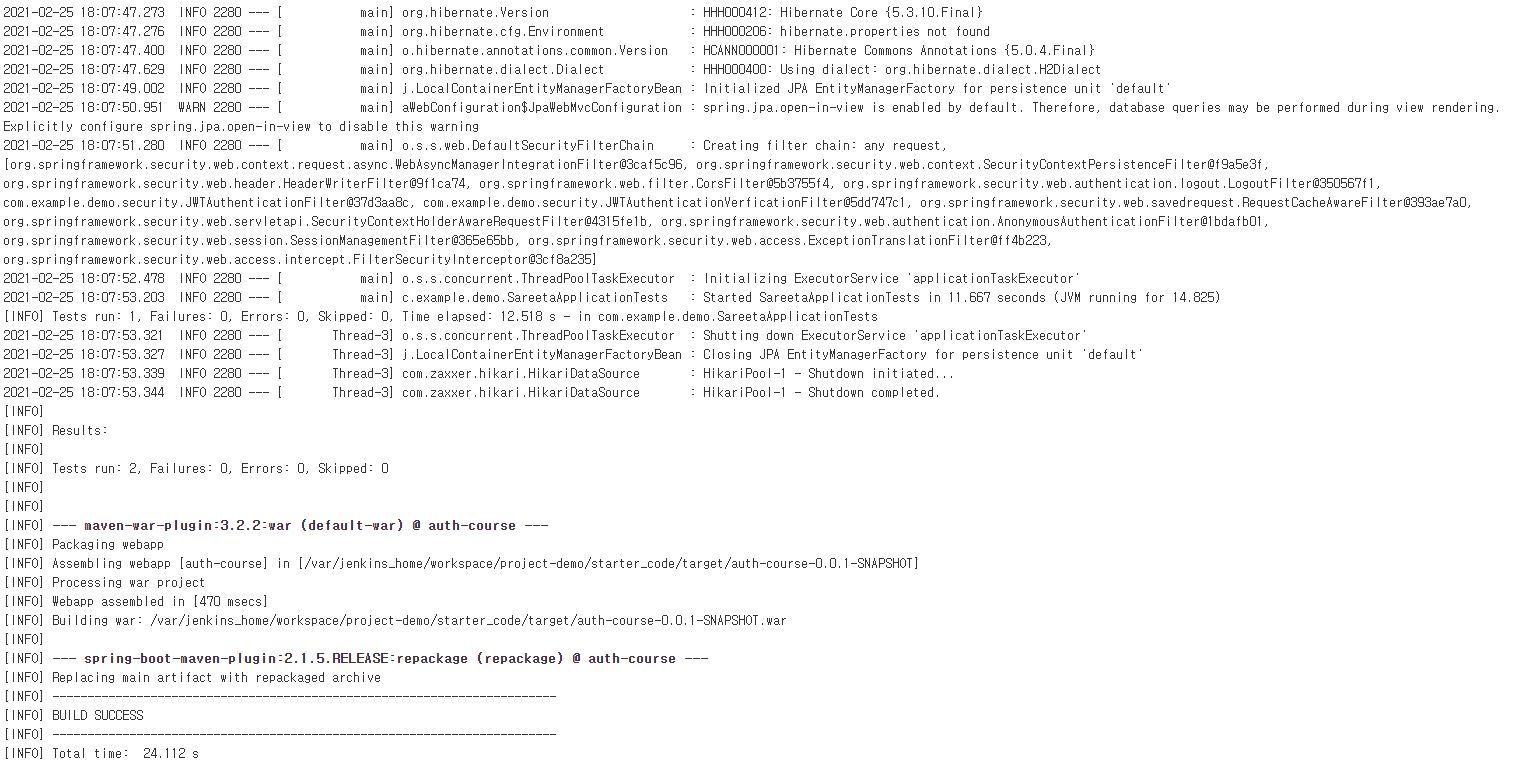 2021-02-25 18:07:47.273  INFO 2280 --- [           main] org.hibernate.Version                    : HHH000412: Hibernate Core {5.3.10.Final}
2021-02-25 18:07:47.276  INFO 2280 --- [           main] org.hibernate.cfg.Environment            : HHH000206: hibernate.properties not found
2021-02-25 18:07:47.400  INFO 2280 --- [           main] o.hibernate.annotations.common.Version   : HCANN000001: Hibernate Commons Annotations {5.0.4.Final}
2021-02-25 18:07:47.629  INFO 2280 --- [           main] org.hibernate.dialect.Dialect            : HHH000400: Using dialect: org.hibernate.dialect.H2Dialect
2021-02-25 18:07:49.002  INFO 2280 --- [           main] j.LocalContainerEntityManagerFactoryBean : Initialized JPA EntityManagerFactory for persistence unit 'default'
2021-02-25 18:07:50.951  WARN 2280 --- [           main] aWebConfiguration$JpaWebMvcConfiguration : spring.jpa.open-in-view is enabled by default. Therefore, database queries may be performed during view rendering.
Explicitly configure spring.jpa.open-in-view to disable this warning
2021-02-25 18:07:51.280  INFO 2280 --- [           main] o.s.s.web.DefaultSecurityFilterChain     : Creating filter chain: any request,
[org.springframework.security.web.context.request.async.WebAsyncManagerIntegrationFilter@3caf5c96, org.springframework.security.web.context.SecurityContextPersistenceFilter@f9a5e3f,
org.springframework.security.web.header.HeaderWriterFilter@9f1ca74, org.springframework.web.filter.CorsFilter@5b3755f4, org.springframework.security.web.authentication.logout.LogoutFilter@350567f1,
com.example.demo.security.JWTAuthenticationFilter@37d3aa8c, com.example.demo.security.JWTAuthenticationVerficationFilter@5dd747c1, org.springframework.security.web.savedrequest.RequestCacheAwareFilter@393ae7a0,
org.springframework.security.web.servletapi.SecurityContextHolderAwareRequestFilter@4315fe1b, org.springframework.security.web.authentication.AnonymousAuthenticationFilter@1bdafb01,
org.springframework.security.web.session.SessionManagementFilter@365e65bb, org.springframework.security.web.access.ExceptionTranslationFilter@ff4b223,
org.springframework.security.web.access.intercept.FilterSecurityInterceptor@3cf8a235]
2021-02-25 18:07:52.478  INFO 2280 --- [           main] o.s.s.concurrent.ThreadPoolTaskExecutor  : Initializing ExecutorService 'applicationTaskExecutor'
2021-02-25 18:07:53.203  INFO 2280 --- [           main] c.example.demo.SareetaApplicationTests   : Started SareetaApplicationTests in 11.667 seconds (JVM running for 14.825)
[INFO] Tests run: 1, Failures: 0, Errors: 0, Skipped: 0, Time elapsed: 12.518 s - in com.example.demo.SareetaApplicationTests
2021-02-25 18:07:53.321  INFO 2280 --- [       Thread-3] o.s.s.concurrent.ThreadPoolTaskExecutor  : Shutting down ExecutorService 'applicationTaskExecutor'
2021-02-25 18:07:53.327  INFO 2280 --- [       Thread-3] j.LocalContainerEntityManagerFactoryBean : Closing JPA EntityManagerFactory for persistence unit 'default'
2021-02-25 18:07:53.339  INFO 2280 --- [       Thread-3] com.zaxxer.hikari.HikariDataSource       : HikariPool-1 - Shutdown initiated...
2021-02-25 18:07:53.344  INFO 2280 --- [       Thread-3] com.zaxxer.hikari.HikariDataSource       : HikariPool-1 - Shutdown completed.
[INFO]
[INFO] Results:
[INFO]
[INFO] Tests run: 2, Failures: 0, Errors: 0, Skipped: 0
[INFO]
[INFO]
[INFO] --- maven-war-plugin:3.2.2:war (default-war) @ auth-course ---
[INFO] Packaging webapp
[INFO] Assembling webapp [auth-course] in [/var/jenkins_home/workspace/project-demo/starter_code/target/auth-course-0.0.1-SNAPSHOT]
[INFO] Processing war project
[INFO] Webapp assembled in [470 msecs]
[INFO] Building war: /var/jenkins_home/workspace/project-demo/starter_code/target/auth-course-0.0.1-SNAPSHOT.war
[INFO]
[INFO] --- spring-boot-maven-plugin:2.1.5.RELEASE:repackage (repackage) @ auth-course ---
[INFO] Replacing main artifact with repackaged archive
[INFO] ------------------------------------------------------------------------
[INFO] BUILD SUCCESS
[INFO] ------------------------------------------------------------------------
[INFO] Total time:  24.112 s